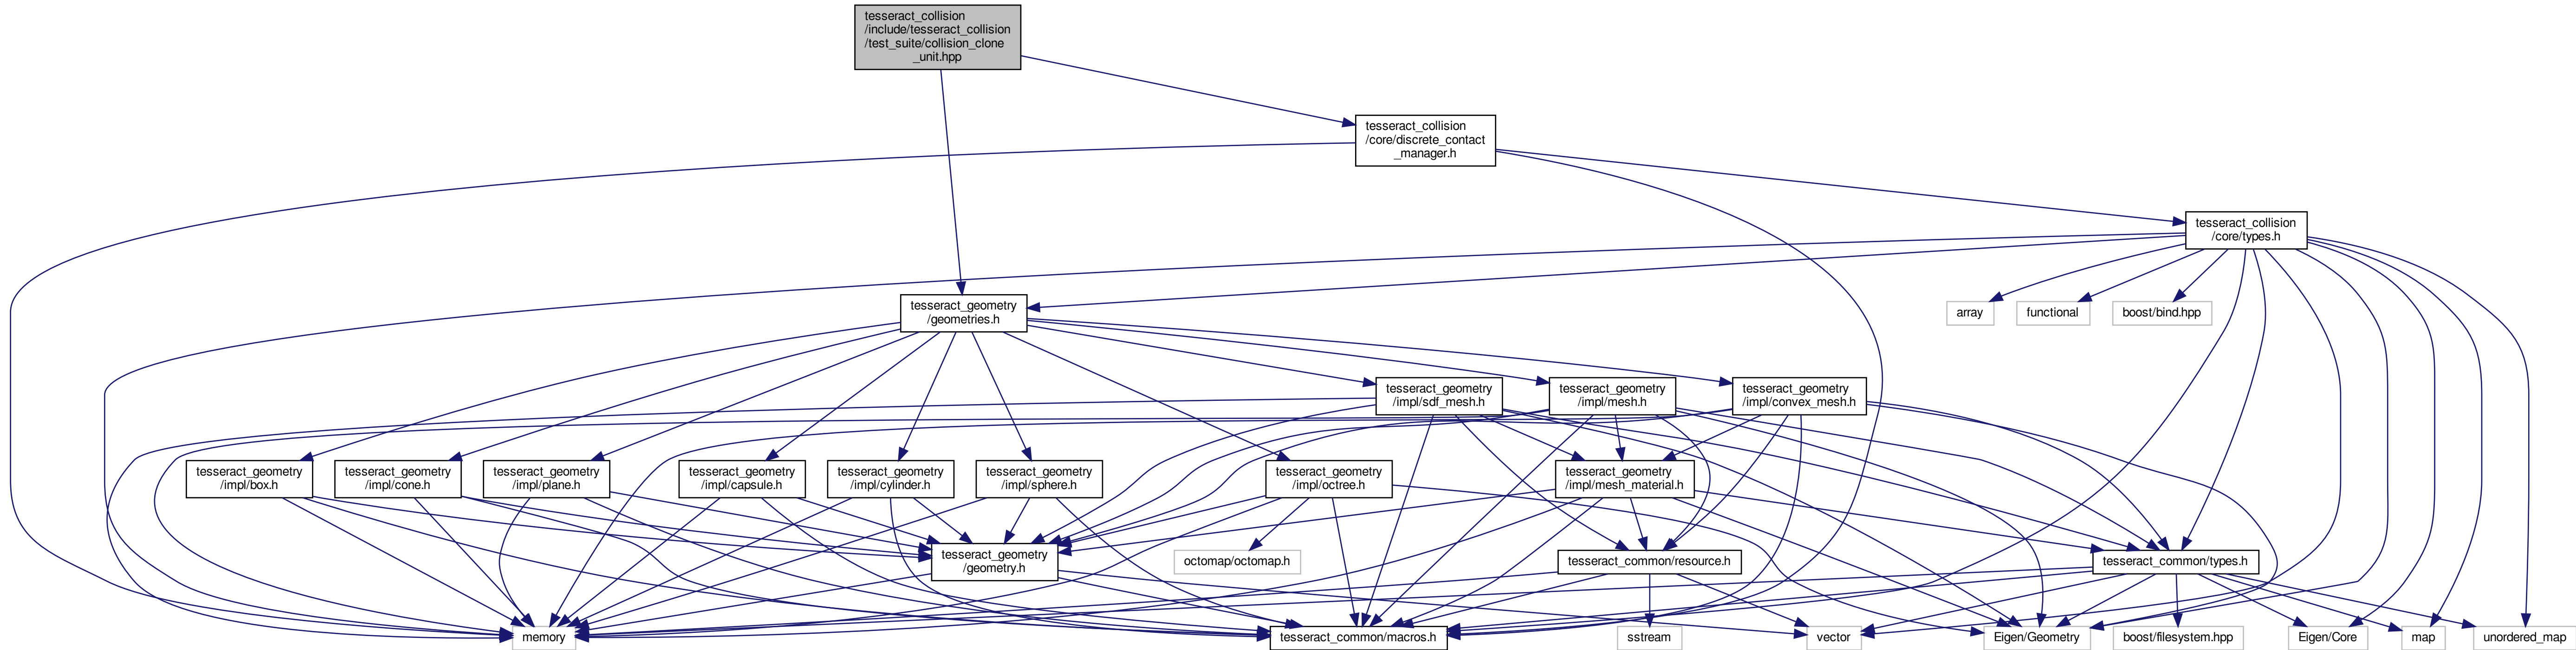 tesseract_collision
/include/tesseract_collision
/test_suite/collision_clone
_unit.hpp
tesseract_collision
/core/discrete_contact
_manager.h
tesseract_collision
/core/types.h
tesseract_geometry
/geometries.h
array
functional
boost/bind.hpp
tesseract_geometry
/impl/sdf_mesh.h
tesseract_geometry
/impl/mesh.h
tesseract_geometry
/impl/convex_mesh.h
tesseract_geometry
/impl/box.h
tesseract_geometry
/impl/cone.h
tesseract_geometry
/impl/plane.h
tesseract_geometry
/impl/capsule.h
tesseract_geometry
/impl/cylinder.h
tesseract_geometry
/impl/sphere.h
tesseract_geometry
/impl/octree.h
tesseract_geometry
/impl/mesh_material.h
tesseract_geometry
/geometry.h
octomap/octomap.h
tesseract_common/resource.h
tesseract_common/types.h
memory
tesseract_common/macros.h
sstream
vector
Eigen/Geometry
boost/filesystem.hpp
Eigen/Core
map
unordered_map